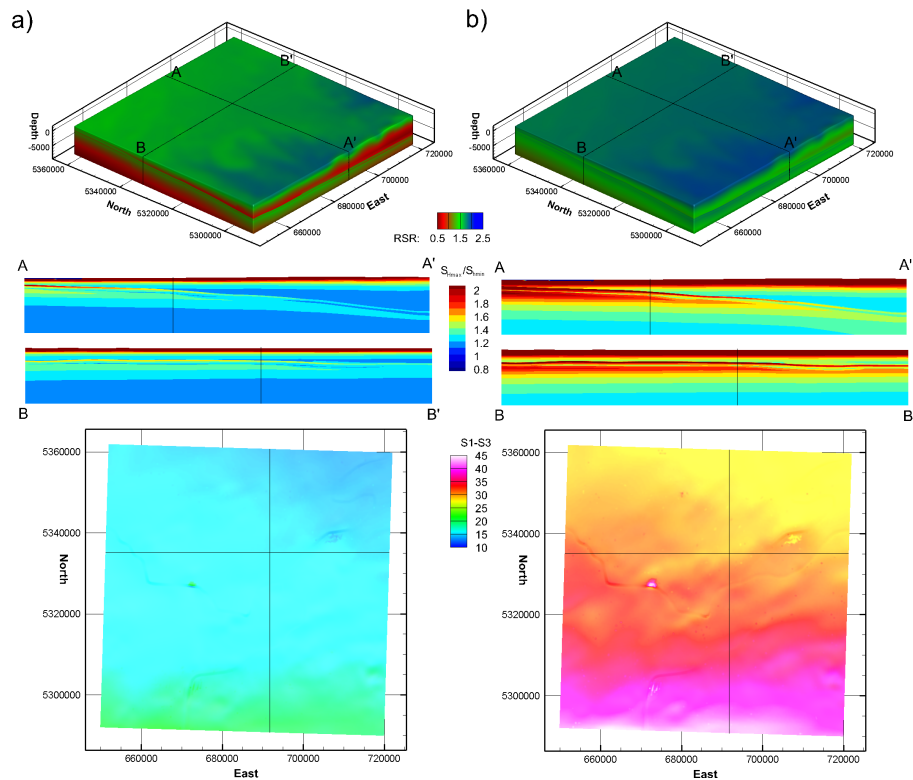 a)
b)
A
B'
B
A'
Depth
0
-5000
5360000
5340000
5320000
5300000
North
660000
680000
700000
720000
East
A
B'
B
A'
Depth
0
-5000
5360000
5340000
5320000
5300000
North
660000
680000
700000
720000
East
RSR: 0.5 1.5 2.5
A A'
SHmax/Shmin
2
1.8
1.6
1.4
1.2
1
0.8
A A'
B B'
B B
S1-S3
45
40
35
30
25
20
15
10
North
5360000
5340000
5320000
5300000
660000 680000 700000 720000
East
North
5360000
5340000
5320000
5300000
660000 680000 700000 720000
East